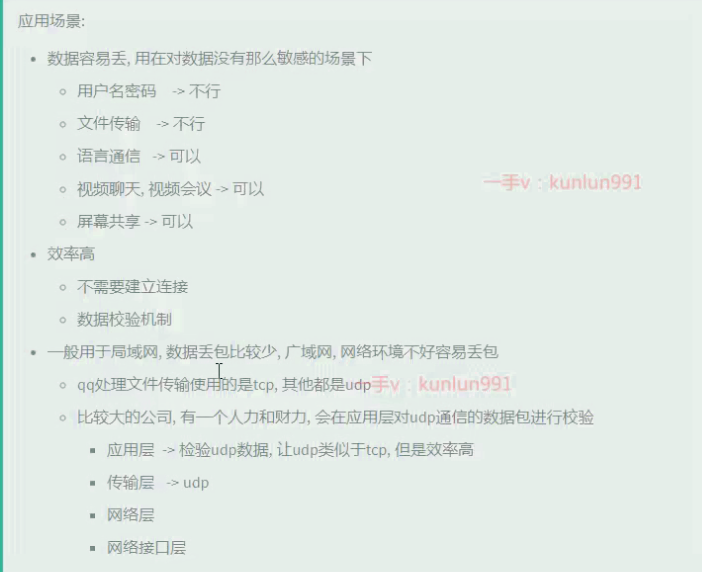 应用场景:
数据容易丢, 用在对数据没有那么敏感的场景下
用户名密码 -> 不行
文件传输 -> 不行
语言通信 -> 可以
视频聊天, 视频会议 -> 可以
一手v：kunlun991
屏幕共享 -> 可以
效率高
不需要建立连接
数据校验机制
一般用于局域网, 数据丢包比较少, 广域网, 网络环境不好容易丢包
qq处理文件传输使用的是tcp, 其他都是udp
一手v：kunlun991
比较大的公司, 有一个人力和财力, 会在应用层对udp通信的数据包进行校验
应用层 -> 检验udp数据, 让udp类似于tcp, 但是效率高
传输层 -> udp
网络层
网络接口层